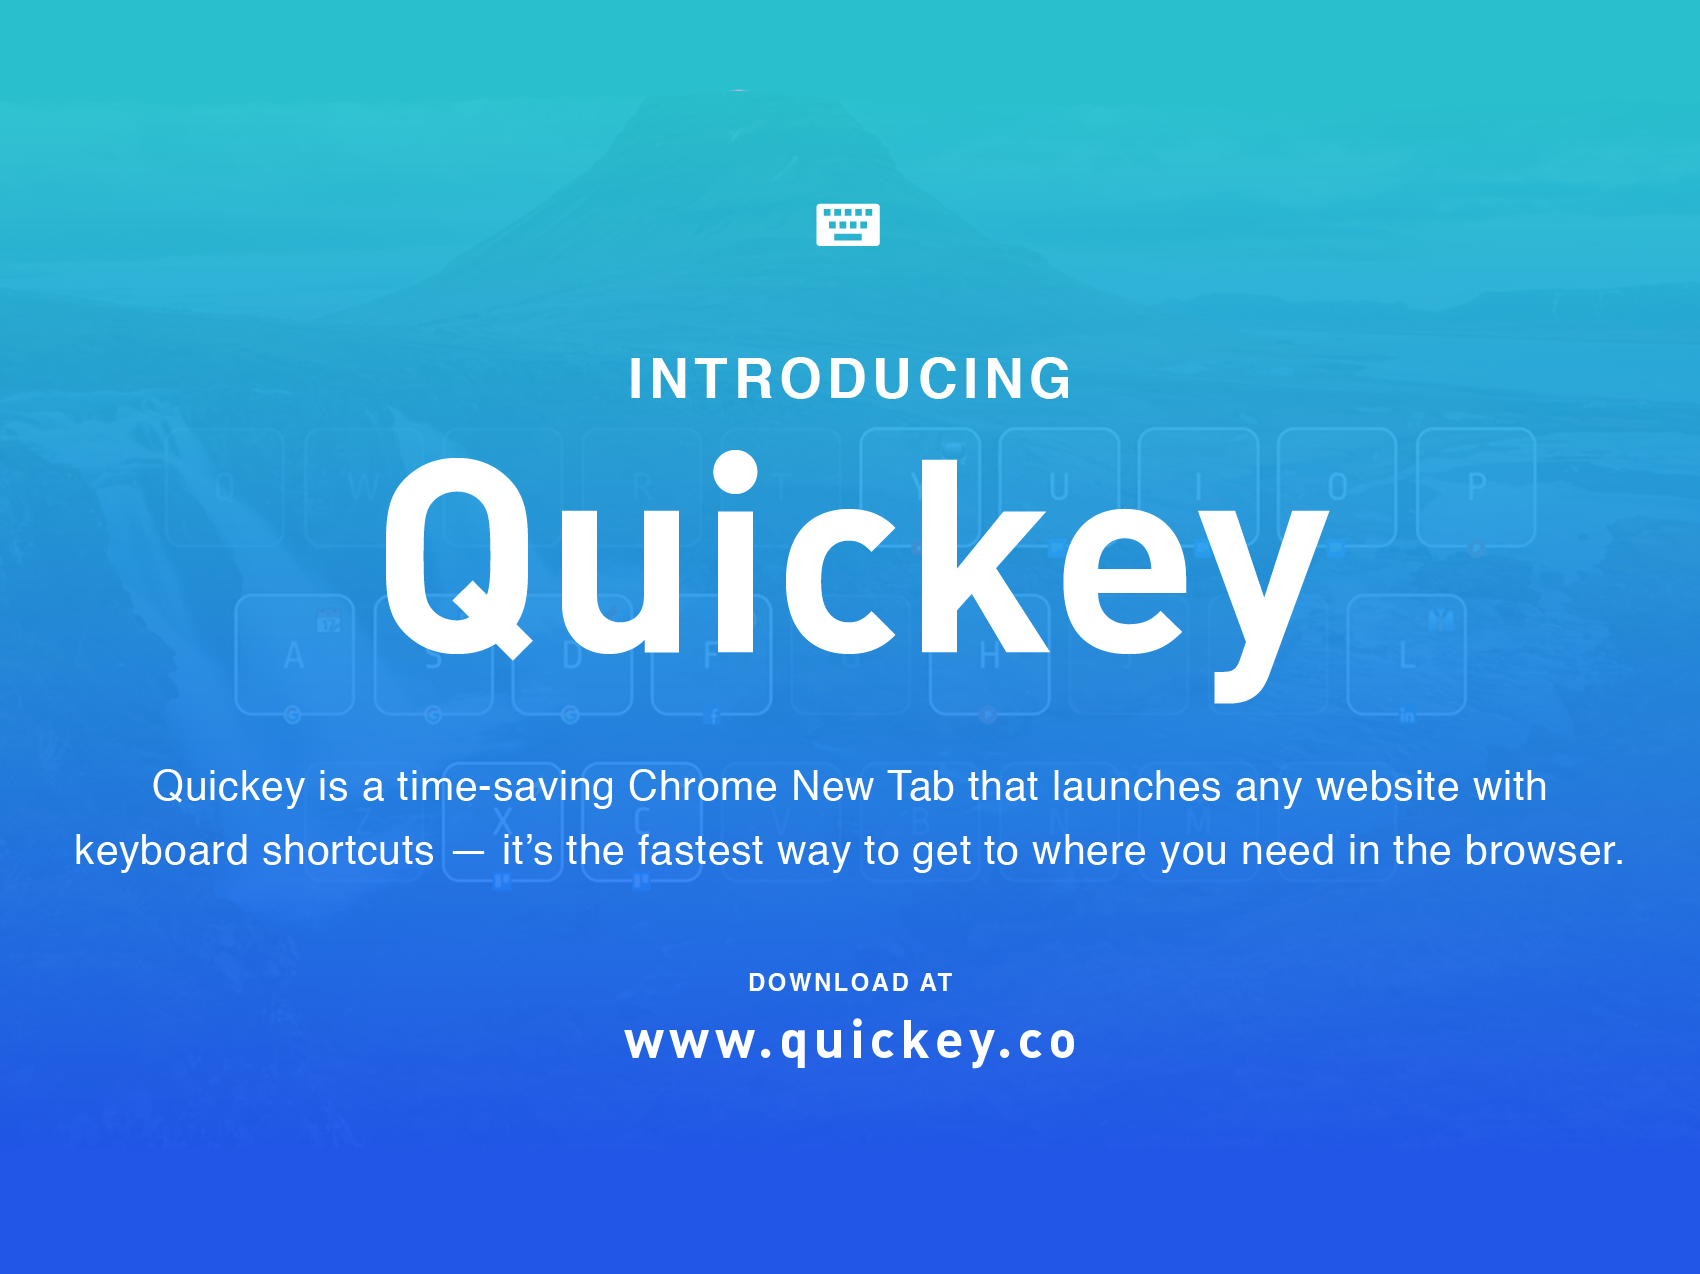 INTRODUCING
Q W R T Y U I O P
Quickey
A S D F G H J L
Quickey is a time-saving Chrome New Tab that launches any website with
Z X C V B N M
keyboard shortcuts — it’s the fastest way to get to where you need in the browser.
DOWNLOAD AT
www.quickey.co